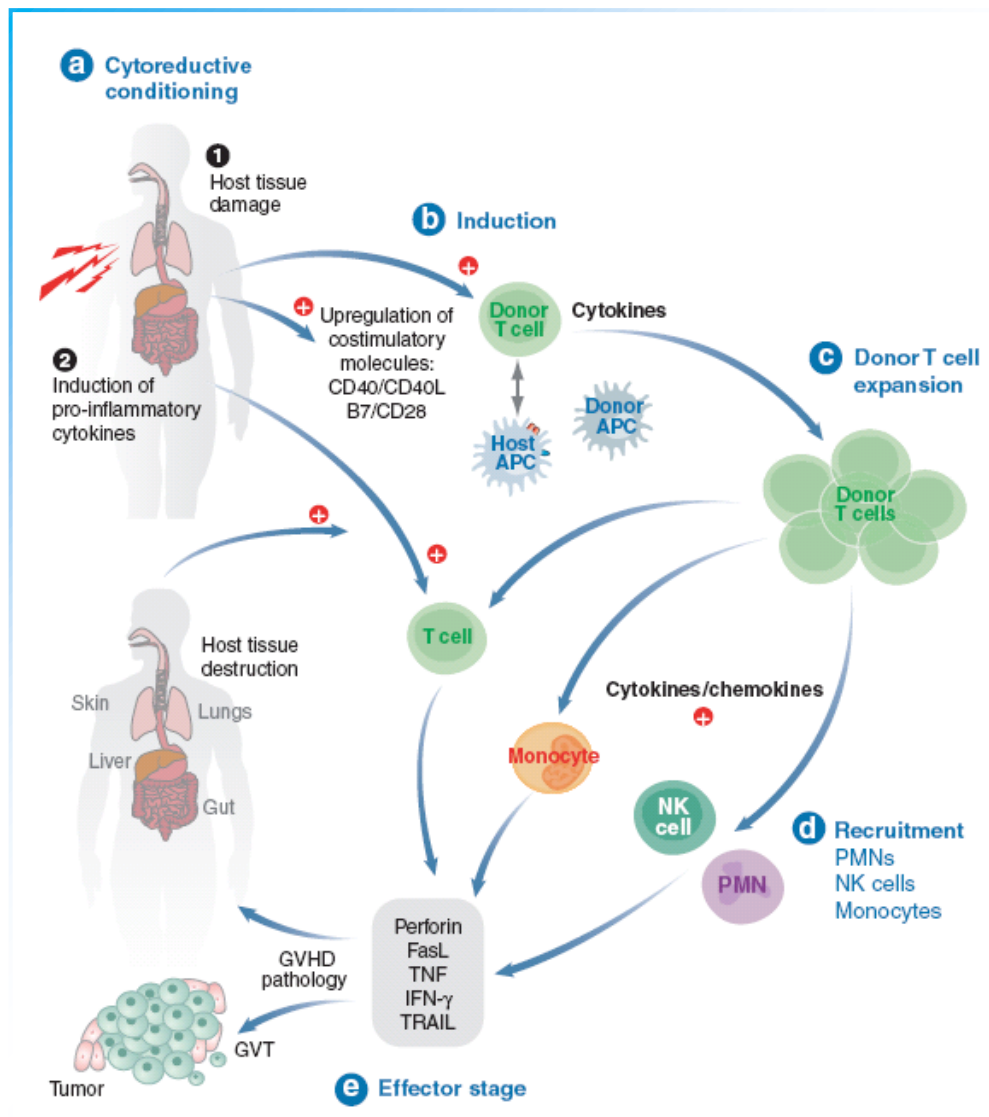 a Cytoreductive
conditioning
1
Host tissue
damage
b Induction
+
+
Upregulation of
costimulatory
molecules:
CD40/CD40L
B7/CD28
Donor
T cell
Cytokines
2
Induction of
pro-inflammatory
cytokines
Host
APC
Donor
APC
c Donor T cell
expansion
Donor
T cells
+
+
T cell
Host tissue
destruction
Skin
Lungs
Liver
Gut
Cytokines/chemokines
+
Monocyte
NK
cell
PMN
d Recruitment
PMNs
NK cells
Monocytes
Perforin
FasL
TNF
IFN-γ
TRAIL
GVHD
pathology
GVT
Tumor
e Effector stage